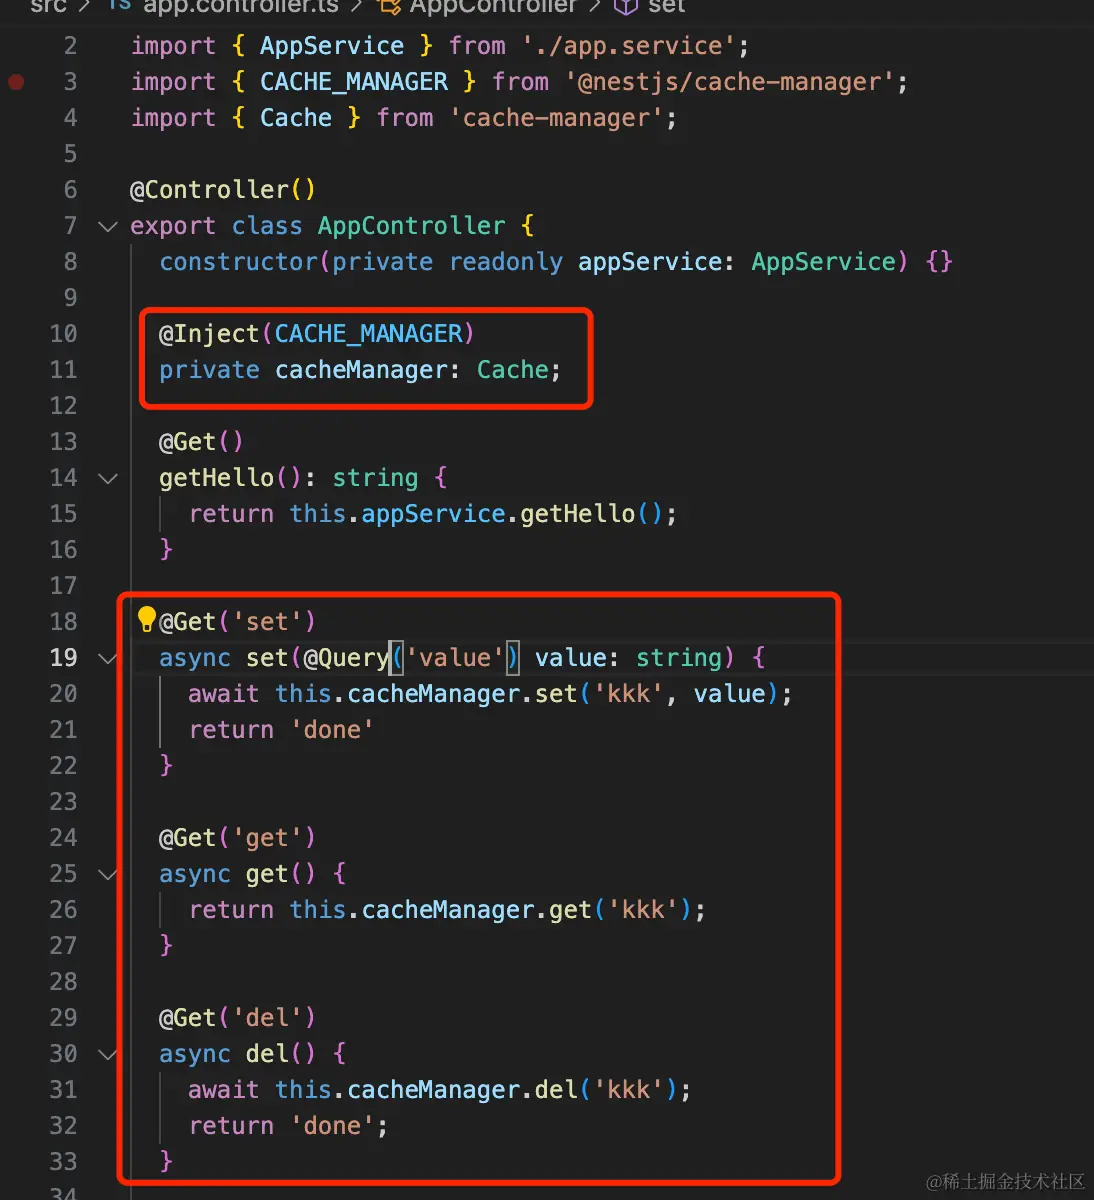 src > TS app.controller.ts > AppController > set
2 import { AppService } from './app.service';
3 import { CACHE_MANAGER } from '@nestjs/cache-manager';
4 import { Cache } from 'cache-manager';
5
6 @Controller()
7 export class AppController {
8 constructor(private readonly appService: AppService) {}
9
10 @Inject(CACHE_MANAGER)
11 private cacheManager: Cache;
12
13 @Get()
14 getHello(): string {
15 return this.appService.getHello();
16 }
17
18 @Get('set')
19 async set(@Query('value') value: string) {
20 await this.cacheManager.set('kkk', value);
21 return 'done'
22 }
23
24 @Get('get')
25 async get() {
26 return this.cacheManager.get('kkk');
27 }
28
29 @Get('del')
30 async del() {
31 await this.cacheManager.del('kkk');
32 return 'done';
33 }
34
@稀土掘金技术社区